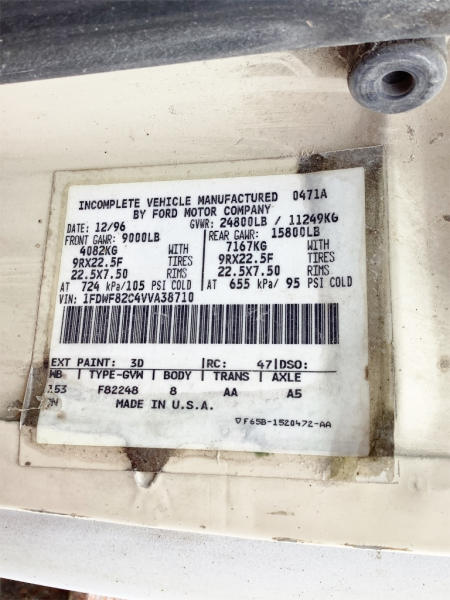 INCOMPLETE VEHICLE MANUFACTURED 0471A
BY FORD MOTOR COMPANY
DATE: 12/96 GVWR: 24800LB / 11249KG
FRONT GAWR: 9000LB REAR GAWR: 15800LB
4082KG WITH 7167KG WITH
9RX22.5F TIRES 9RX22.5F TIRES
22.5X7.50 RIMS 22.5X7.50 RIMS
AT 724 kPa/105 PSI COLD AT 655 kPa/ 95 PSI COLD
VIN: 1FDWF82C4VVA38710
EXT PAINT: 3D RC: 47 DSO:
WB TYPE-GVW BODY TRANS AXLE
153 F82248 8 AA A5
MADE IN U.S.A.
F65B-1520472-AA